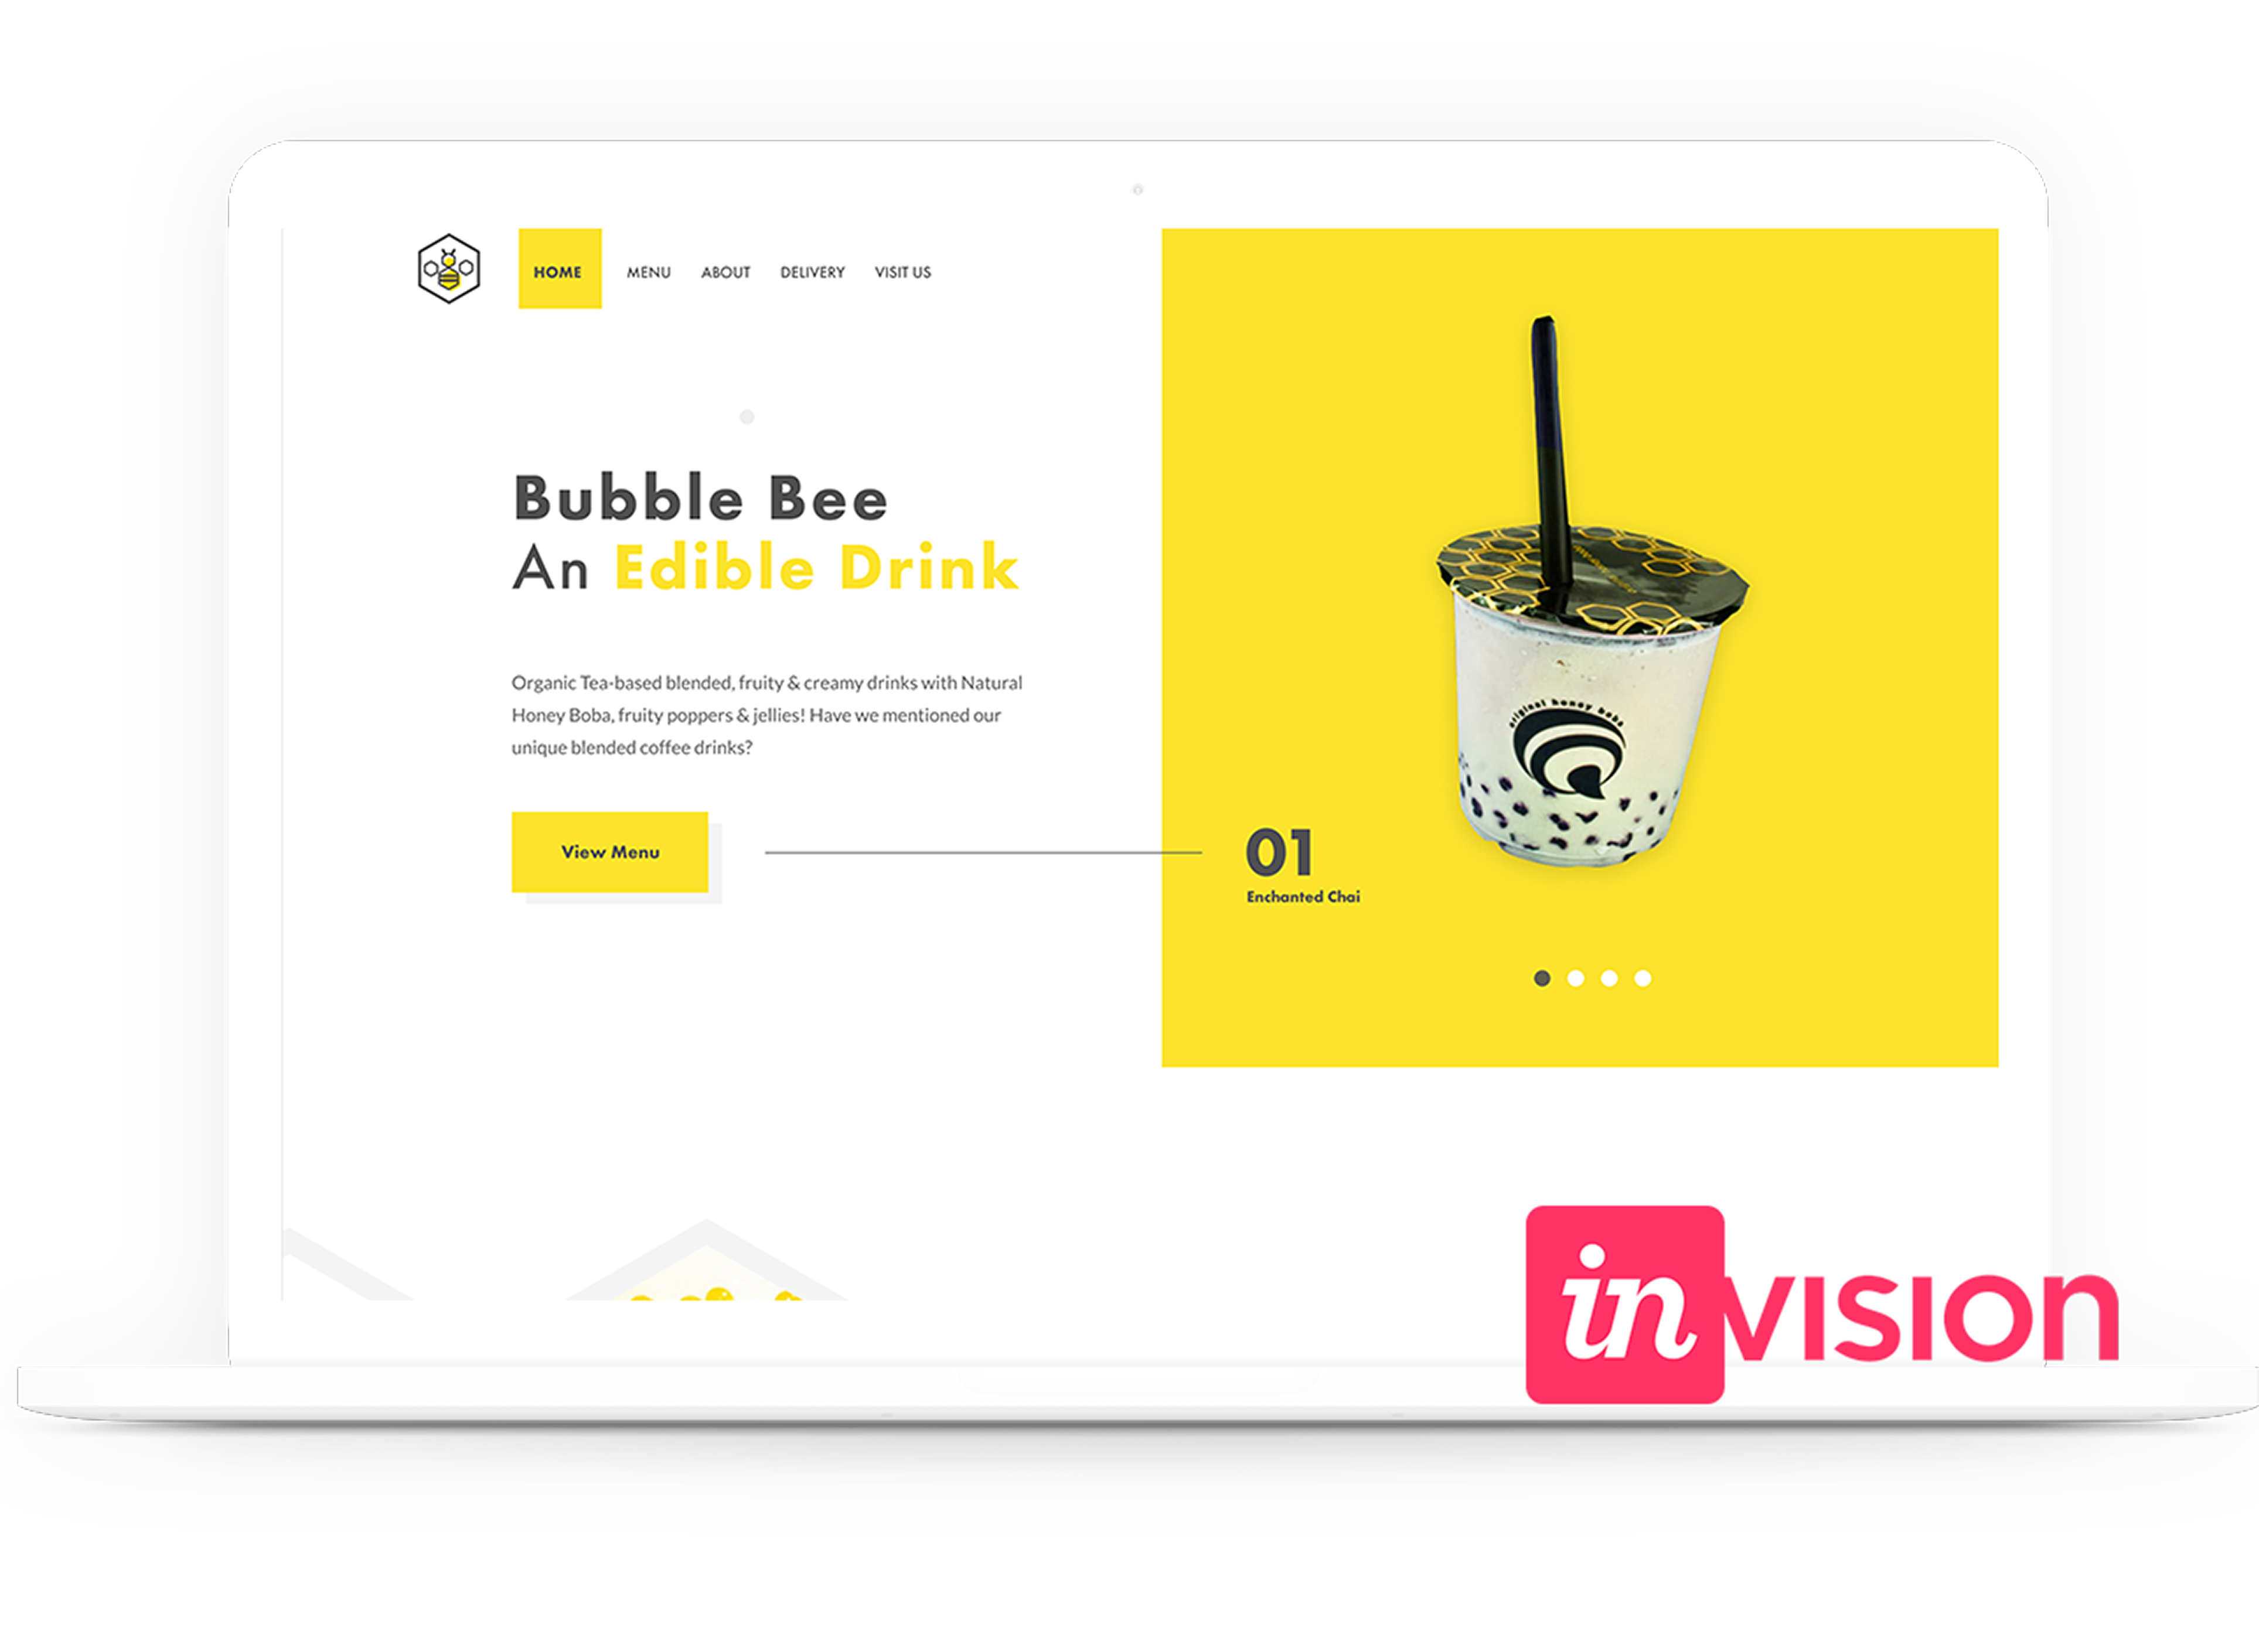 HOME MENU ABOUT DELIVERY VISIT US
Bubble Bee
An Edible Drink
Organic Tea-based blended, fruity & creamy drinks with Natural
Honey Boba, fruity poppers & jellies! Have we mentioned our
unique blended coffee drinks?
View Menu
original honey boba
01
Enchanted Chai
invision